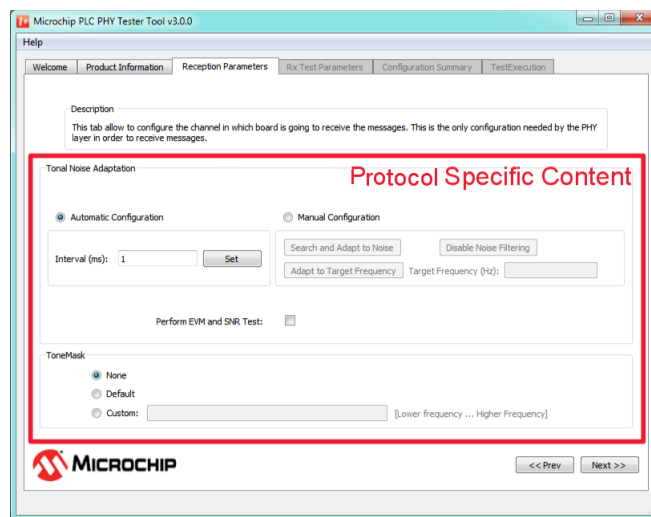 Microchip PLC PHY Tester Tool v3.0.0
Help
Welcome Product Information Reception Parameters Rx Test Parameters Configuration Summary TestExecution
Description
This tab allow to configure the channel in which board is going to receive the messages. This is the only configuration needed by the PHY
layer in order to receive messages.
Tonal Noise Adaptation
Protocol Specific Content
Automatic Configuration Manual Configuration
Search and Adapt to Noise Disable Noise Filtering
Interval (ms): 1 Set
Adapt to Target Frequency Target Frequency (Hz):
Perform EVM and SNR Test:
ToneMask
None
Default
Custom: [Lower frequency ... Higher Frequency]
MICROCHIP
<< Prev Next >>